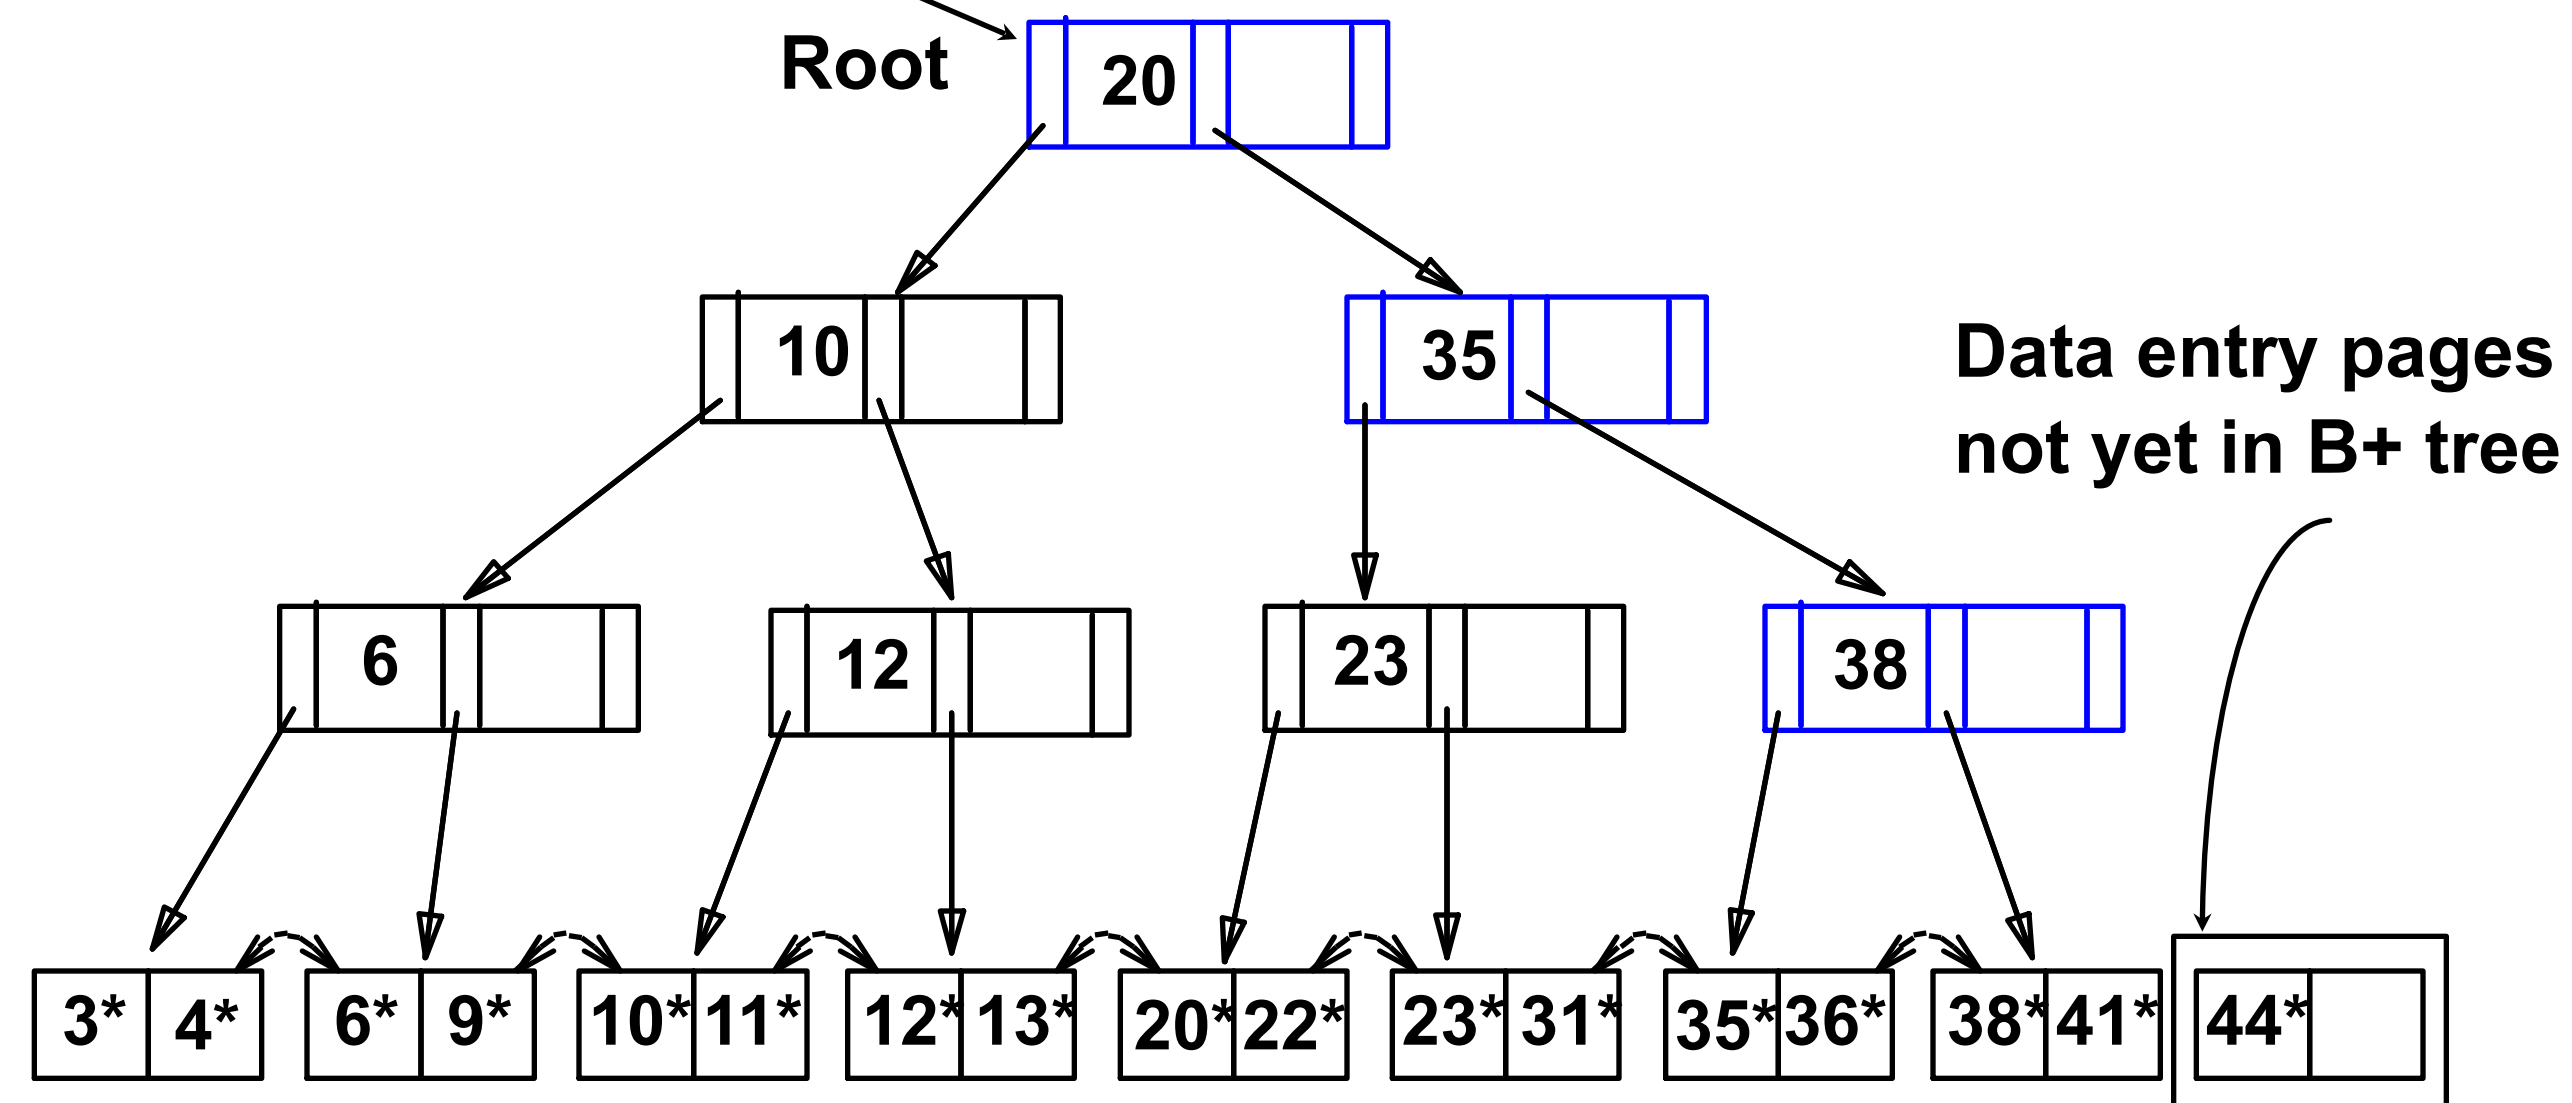 Root
20
10
35
Data entry pages
not yet in B+ tree
6
12
23
38
3* 4* 6* 9* 10* 11* 12* 13* 20* 22* 23* 31* 35* 36* 38* 41* 44*